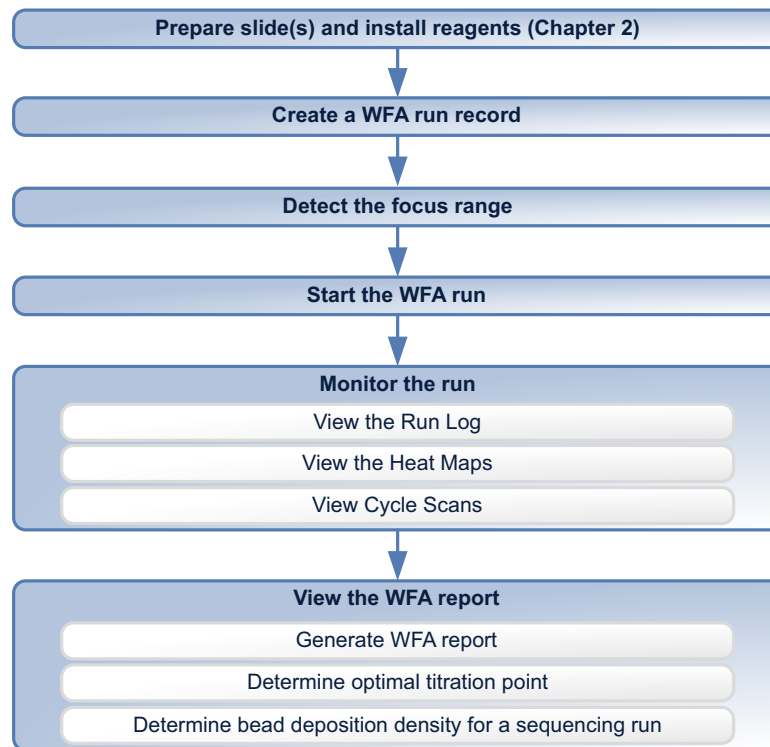 Prepare slide(s) and install reagents (Chapter 2)
Create a WFA run record
Detect the focus range
Start the WFA run
Monitor the run
View the Run Log
View the Heat Maps
View Cycle Scans
View the WFA report
Generate WFA report
Determine optimal titration point
Determine bead deposition density for a sequencing run